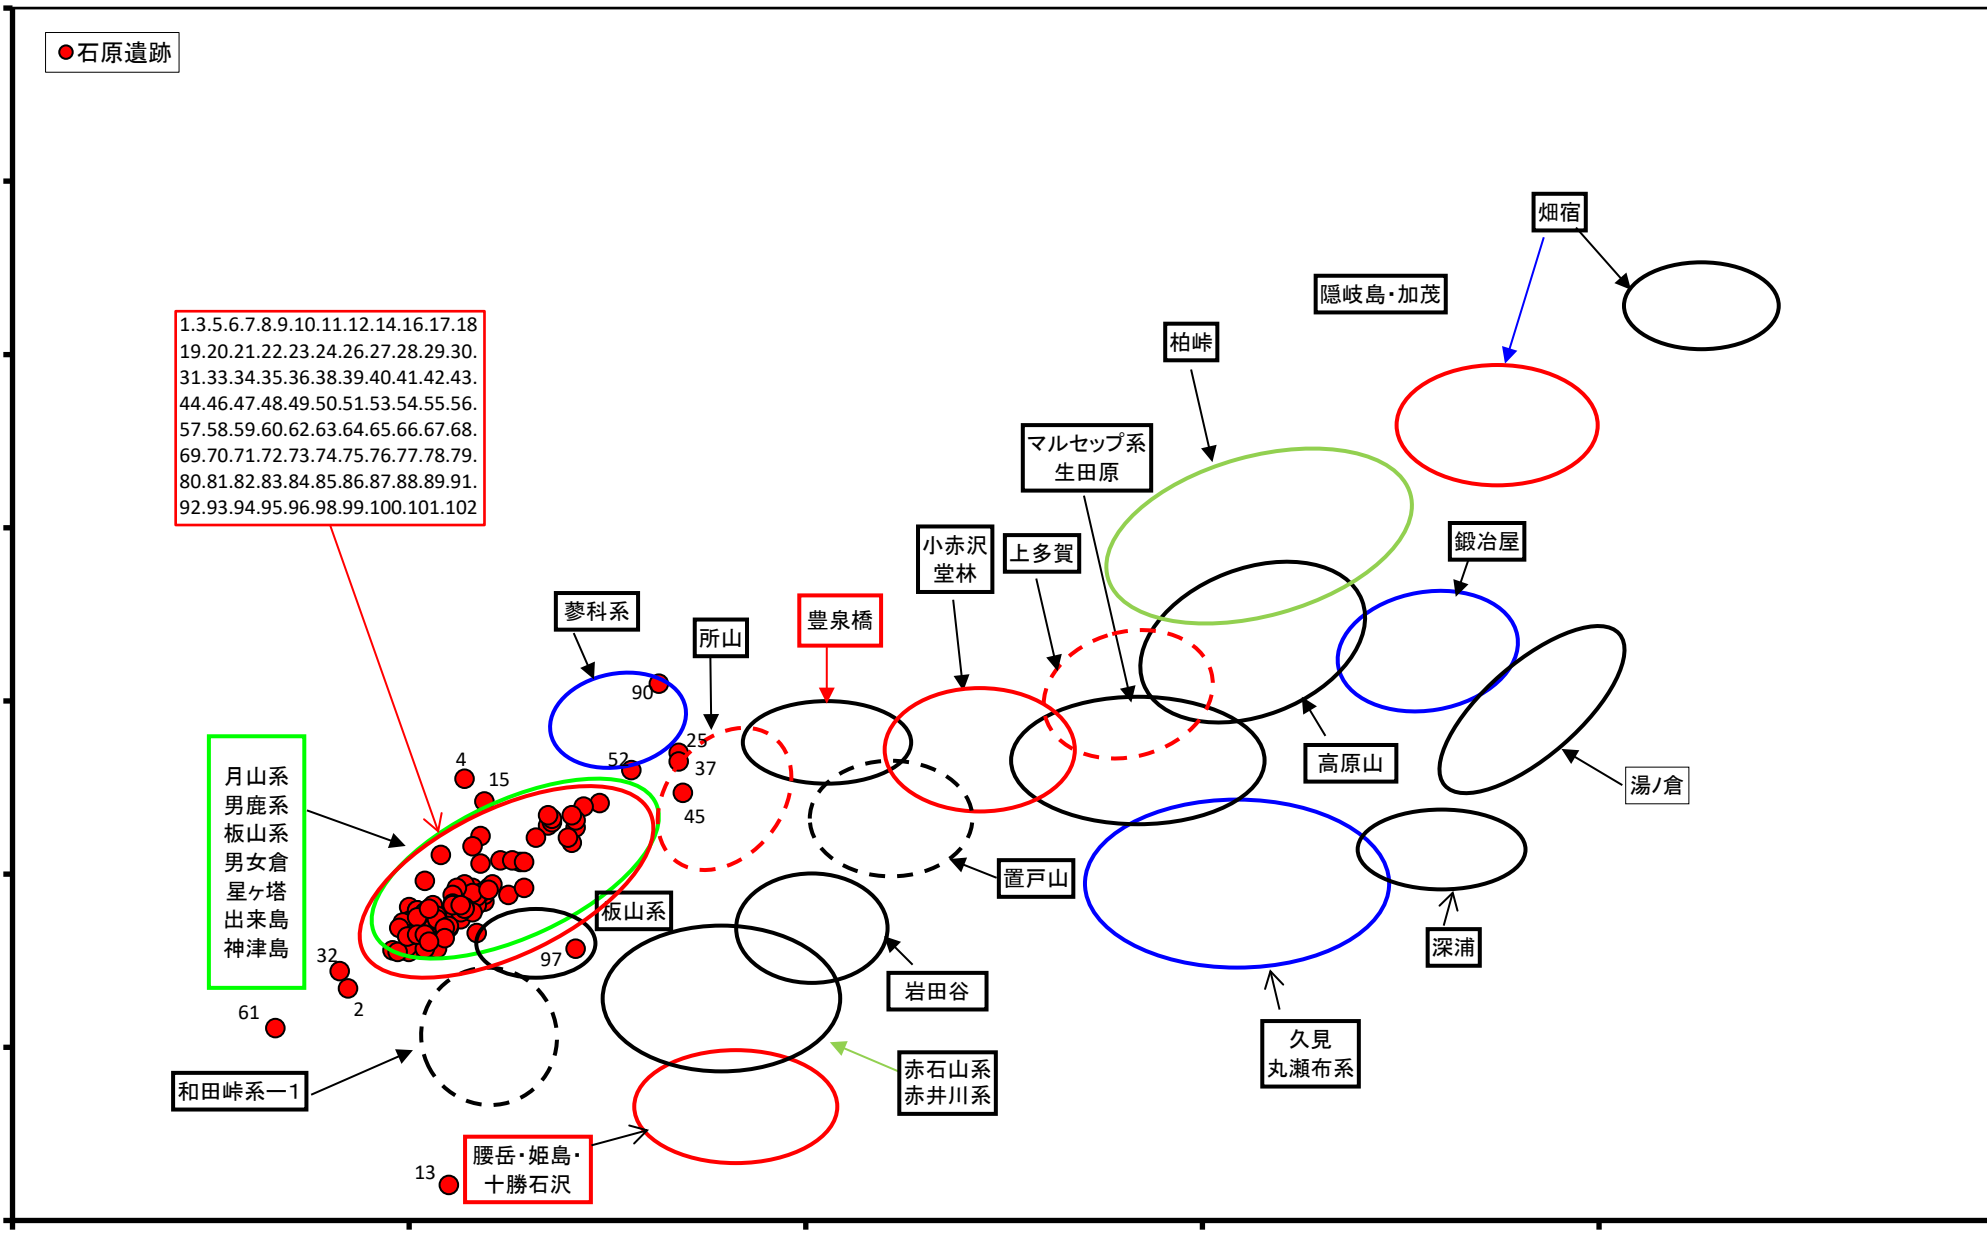 石原遺跡
畑宿
隠岐島・加茂
柏峠
1.3.5.6.7.8.9.10.11.12.14.16.17.18
19.20.21.22.23.24.26.27.28.29.30.
31.33.34.35.36.38.39.40.41.42.43.
44.46.47.48.49.50.51.53.54.55.56.
57.58.59.60.62.63.64.65.66.67.68.
69.70.71.72.73.74.75.76.77.78.79.
80.81.82.83.84.85.86.87.88.89.91.
92.93.94.95.96.98.99.100.101.102
マルセップ系
生田原
小赤沢
堂林
上多賀
鍛冶屋
蓼科系
所山
豊泉橋
90
25
37
52
4
15
45
高原山
湯ノ倉
月山系
男鹿系
板山系
男女倉
星ヶ塔
出来島
神津島
置戸山
板山系
深浦
97
32
2
61
岩田谷
久見
丸瀬布系
赤石山系
赤井川系
和田峠系ー1
腰岳・姫島・
十勝石沢
13